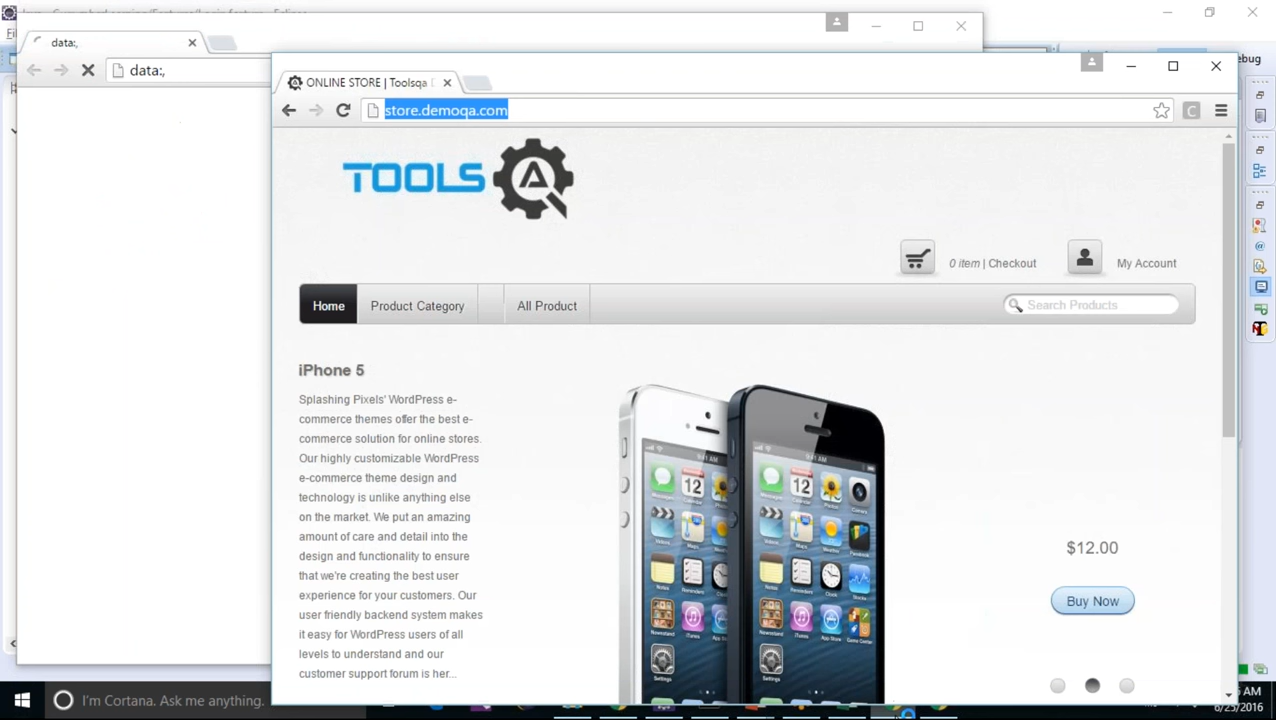 data:,
data:,
ebug
ONLINE STORE | Toolsqa
store.demoqa.com
TOOLS
0 item | Checkout
My Account
Home
Product Category
All Product
Search Products
iPhone 5
Splashing Pixels' WordPress e-
commerce themes offer the best e-
commerce solution for online stores.
Our highly customizable WordPress
e-commerce theme design and
technology is unlike anything else
on the market. We put an amazing
amount of care and detail into the
design and functionality to ensure
that we're creating the best user
experience for your customers. Our
user friendly backend system makes
it easy for WordPress users of all
levels to understand and our
customer support forum is her...
$12.00
Buy Now
I'm Cortana. Ask me anything.
AM
6/25/2016